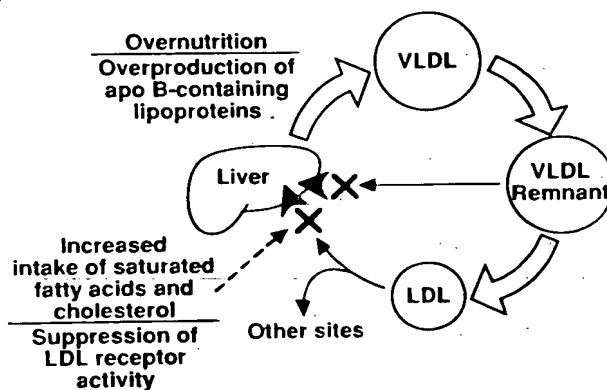 Overnutrition
Overproduction of
apo B-containing
lipoproteins
VLDL
VLDL
Remnant
LDL
Liver
Other sites
Increased
intake of saturated
fatty acids and
cholesterol
Suppression of
LDL receptor
activity